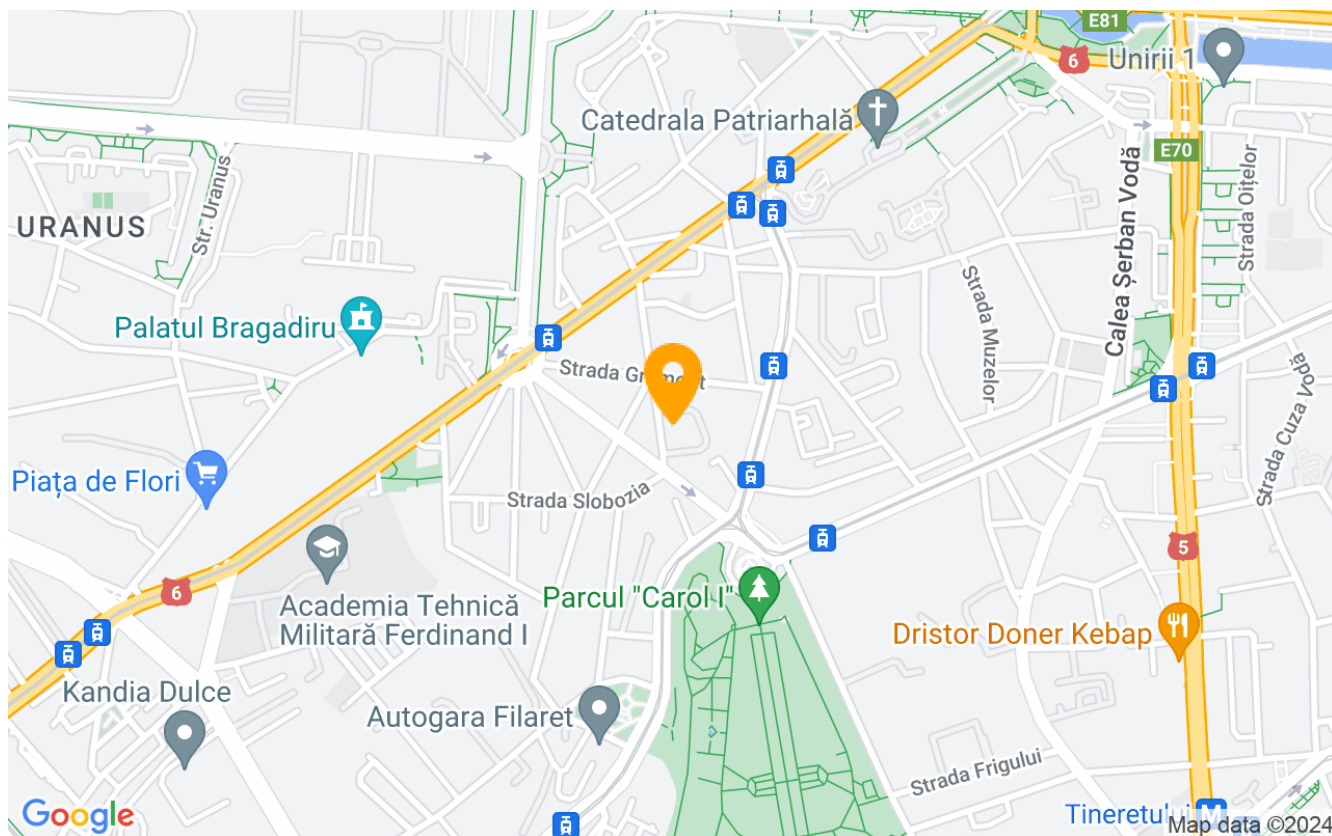 E81
6
Unirii 1
Catedrala Patriarhală
E70
Calea Șerban Vodă
Strada Oițelor
URANUS
Str. Uranus
Strada Muzelor
Palatul Bragadiru
Strada
Strada Cuza Vodă
Piața de Flori
Strada Slobozia
5
6
Academia Tehnică
Militară Ferdinand I
Parcul "Carol I"
Dristor Doner Kebap
Kandia Dulce
Autogara Filaret
Strada Frigului
Tineretului
M
Google
Map data ©2024